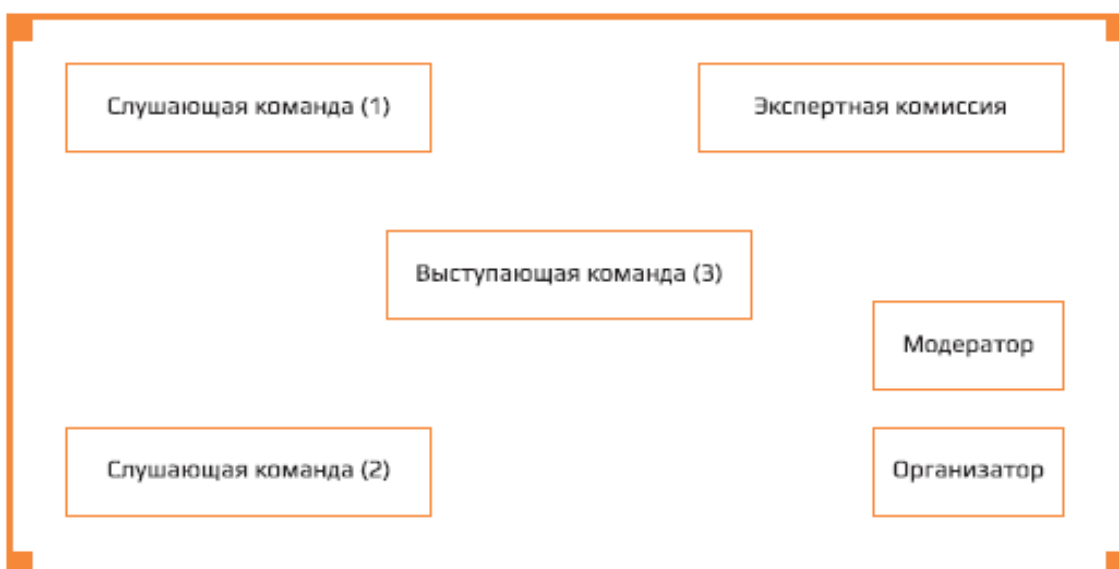 Слушающая команда (1)
Экспертная комиссия
Выступающая команда (3)
Модератор
Слушающая команда (2)
Организатор